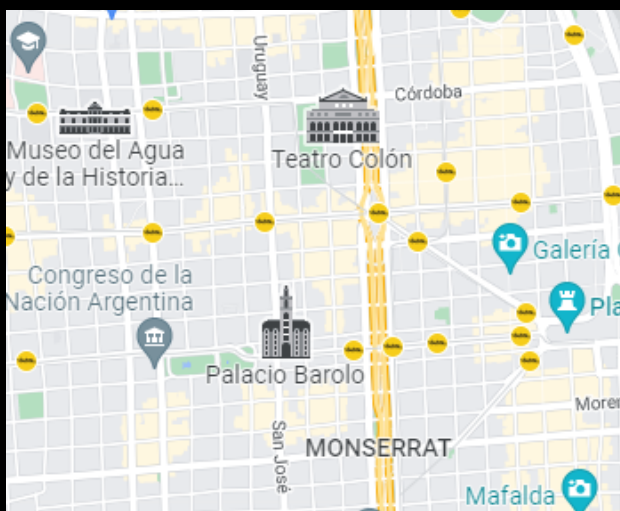 Uruguay
Córdoba
Museo del Agua
y de la Historia...
Teatro Colón
Galería
Congreso de la
Nación Argentina
Pla
Palacio Barolo
Morer
San José
MONSERRAT
Mafalda